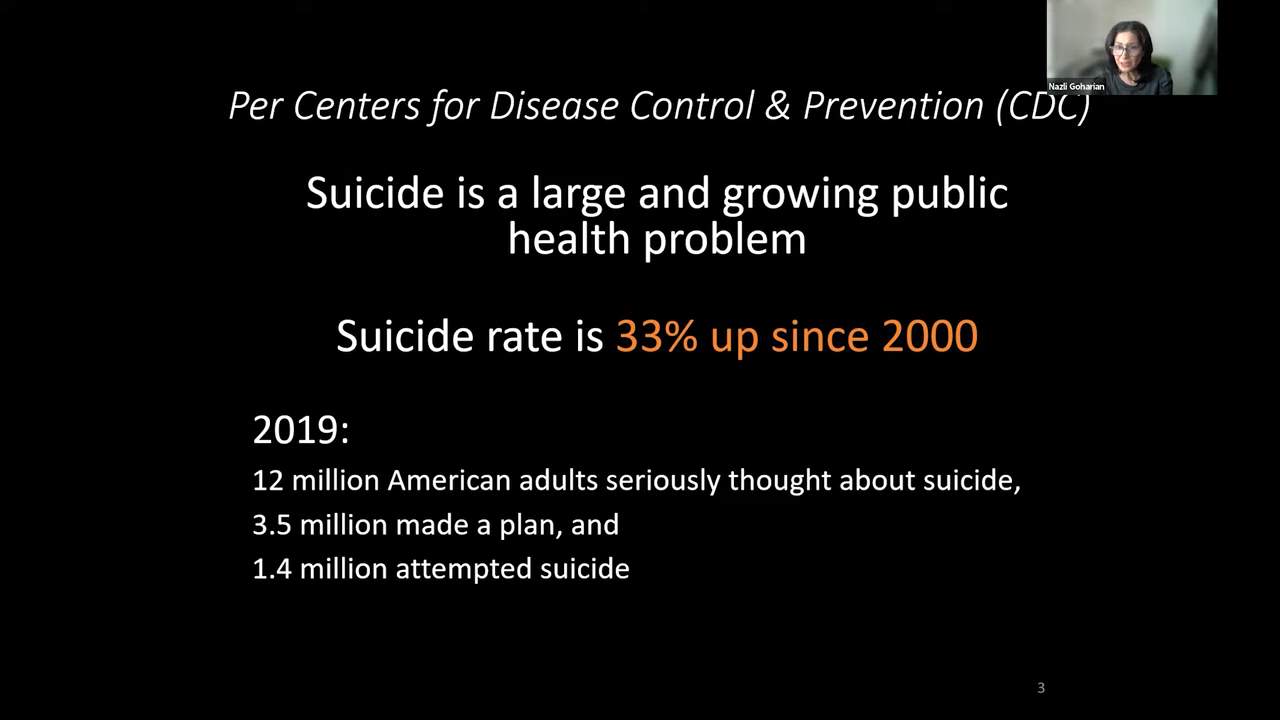 Nazli Goharian
Per Centers for Disease Control & Prevention (CDC)
Suicide is a large and growing public
health problem
Suicide rate is 33% up since 2000
2019:
12 million American adults seriously thought about suicide,
3.5 million made a plan, and
1.4 million attempted suicide
3